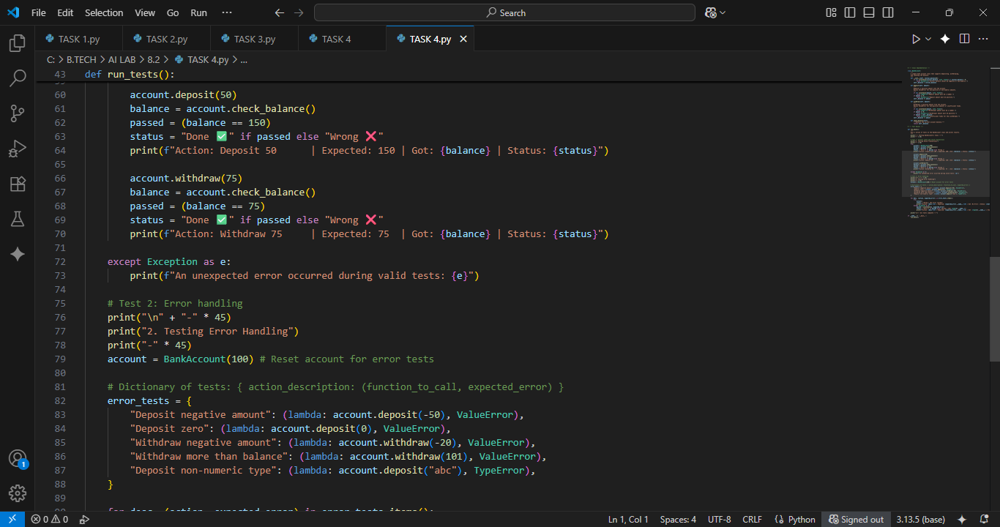 File Edit Selection View Go Run ··· Search
TASK 1.py TASK 2.py TASK 3.py TASK 4 TASK 4.py
C: > B.TECH > AI LAB > 8.2 > TASK 4.py > ...
43 def run_tests():
60 account.deposit(50)
61 balance = account.check_balance()
62 passed = (balance == 150)
63 status = "Done ✅" if passed else "Wrong ❌"
64 print(f"Action: Deposit 50      | Expected: 150 | Got: {balance} | Status: {status}")
65
66 account.withdraw(75)
67 balance = account.check_balance()
68 passed = (balance == 75)
69 status = "Done ✅" if passed else "Wrong ❌"
70 print(f"Action: Withdraw 75     | Expected: 75  | Got: {balance} | Status: {status}")
71
72 except Exception as e:
73 print(f"An unexpected error occurred during valid tests: {e}")
74
75 # Test 2: Error handling
76 print("\n" + "-" * 45)
77 print("2. Testing Error Handling")
78 print("-" * 45)
79 account = BankAccount(100) # Reset account for error tests
80
81 # Dictionary of tests: { action_description: (function_to_call, expected_error) }
82 error_tests = {
83 "Deposit negative amount": (lambda: account.deposit(-50), ValueError),
84 "Deposit zero": (lambda: account.deposit(0), ValueError),
85 "Withdraw negative amount": (lambda: account.withdraw(-20), ValueError),
86 "Withdraw more than balance": (lambda: account.withdraw(101), ValueError),
87 "Deposit non-numeric type": (lambda: account.deposit("abc"), TypeError),
88 }
89
1
0 0 Ln 1, Col 1 Spaces: 4 UTF-8 CRLF {} Python Signed out 3.13.5 (base)